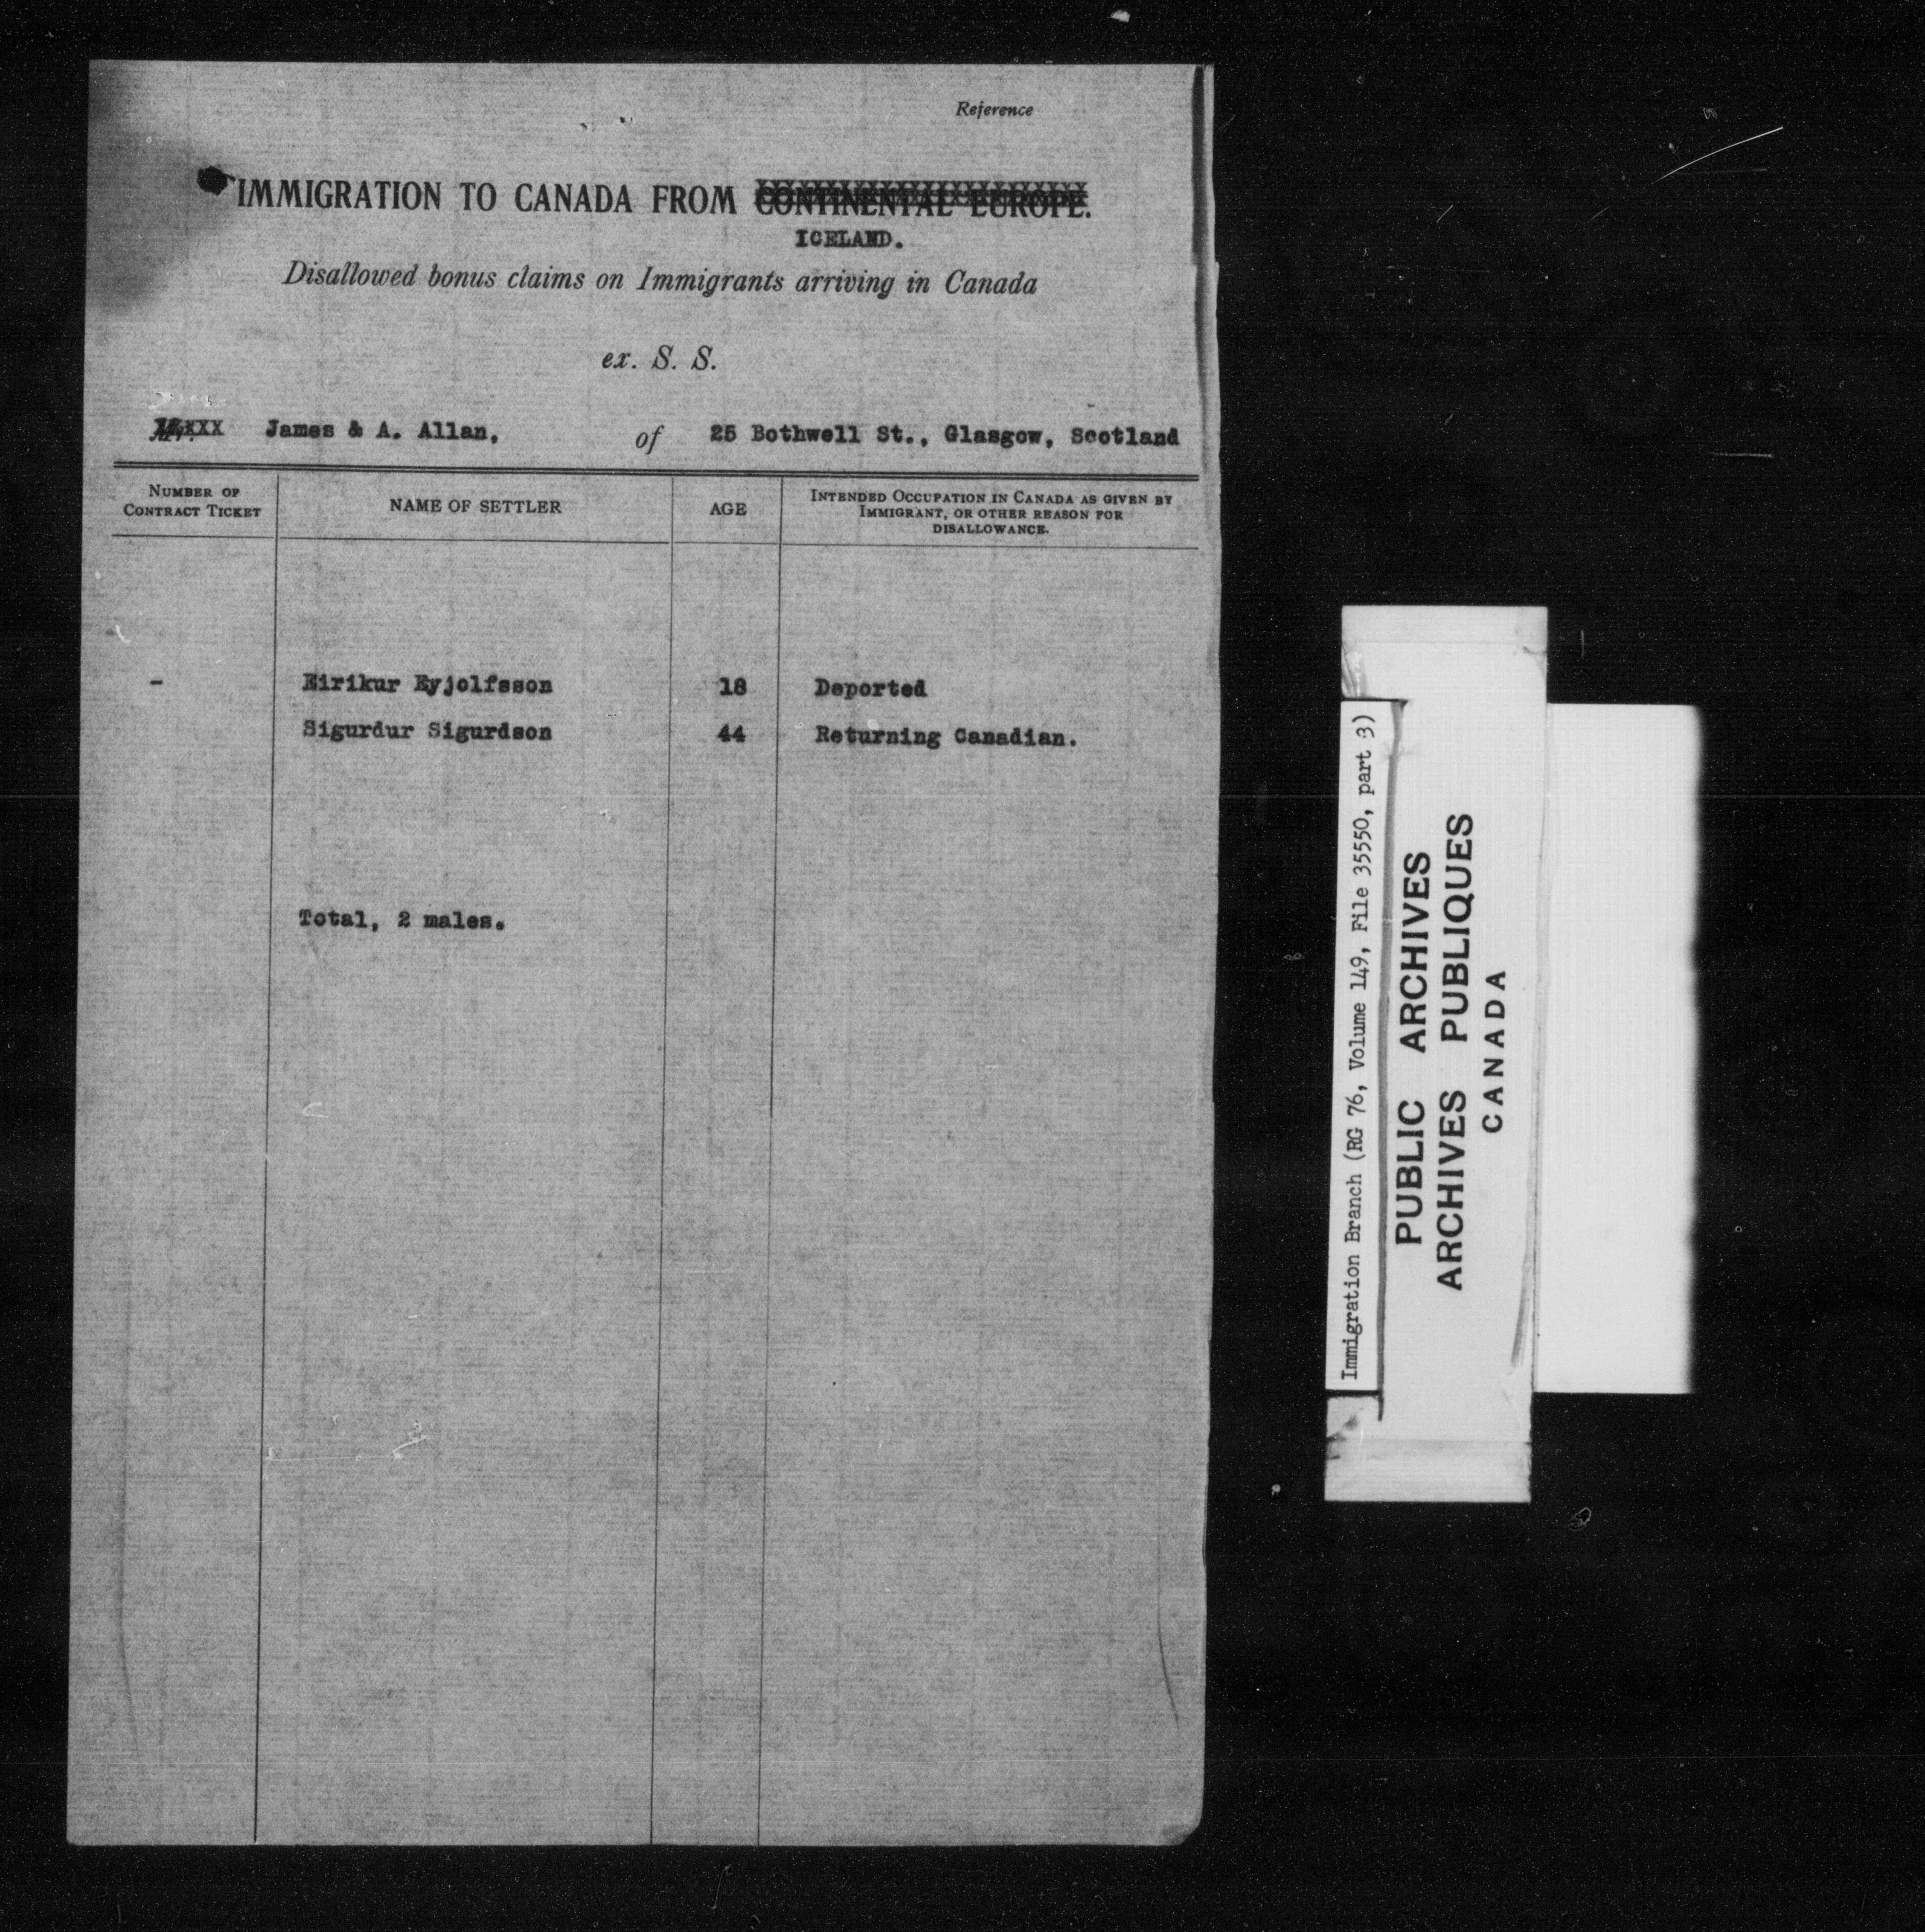 Reference
IMMIGRATION TO CANADA FROM CONTINENTAL EUROPE.
ICELAND.
Disallowed bonus claims on Immigrants arriving in Canada
ex. S. S.
James & A. Allan, of 25 Bothwell St., Glasgow, Scotland
NUMBER OF CONTRACT TICKET
NAME OF SETTLER
AGE
INTENDED OCCUPATION IN CANADA AS GIVEN BY IMMIGRANT, OR OTHER REASON FOR DISALLOWANCE.
- Eirikur Eyjolfsson 18 Deported
Sigurdur Sigurdson 44 Returning Canadian.
Total, 2 males.
Immigration Branch (RG 76, Volume 149, File 35550, part 3)
PUBLIC ARCHIVES
ARCHIVES PUBLIQUES
CANADA